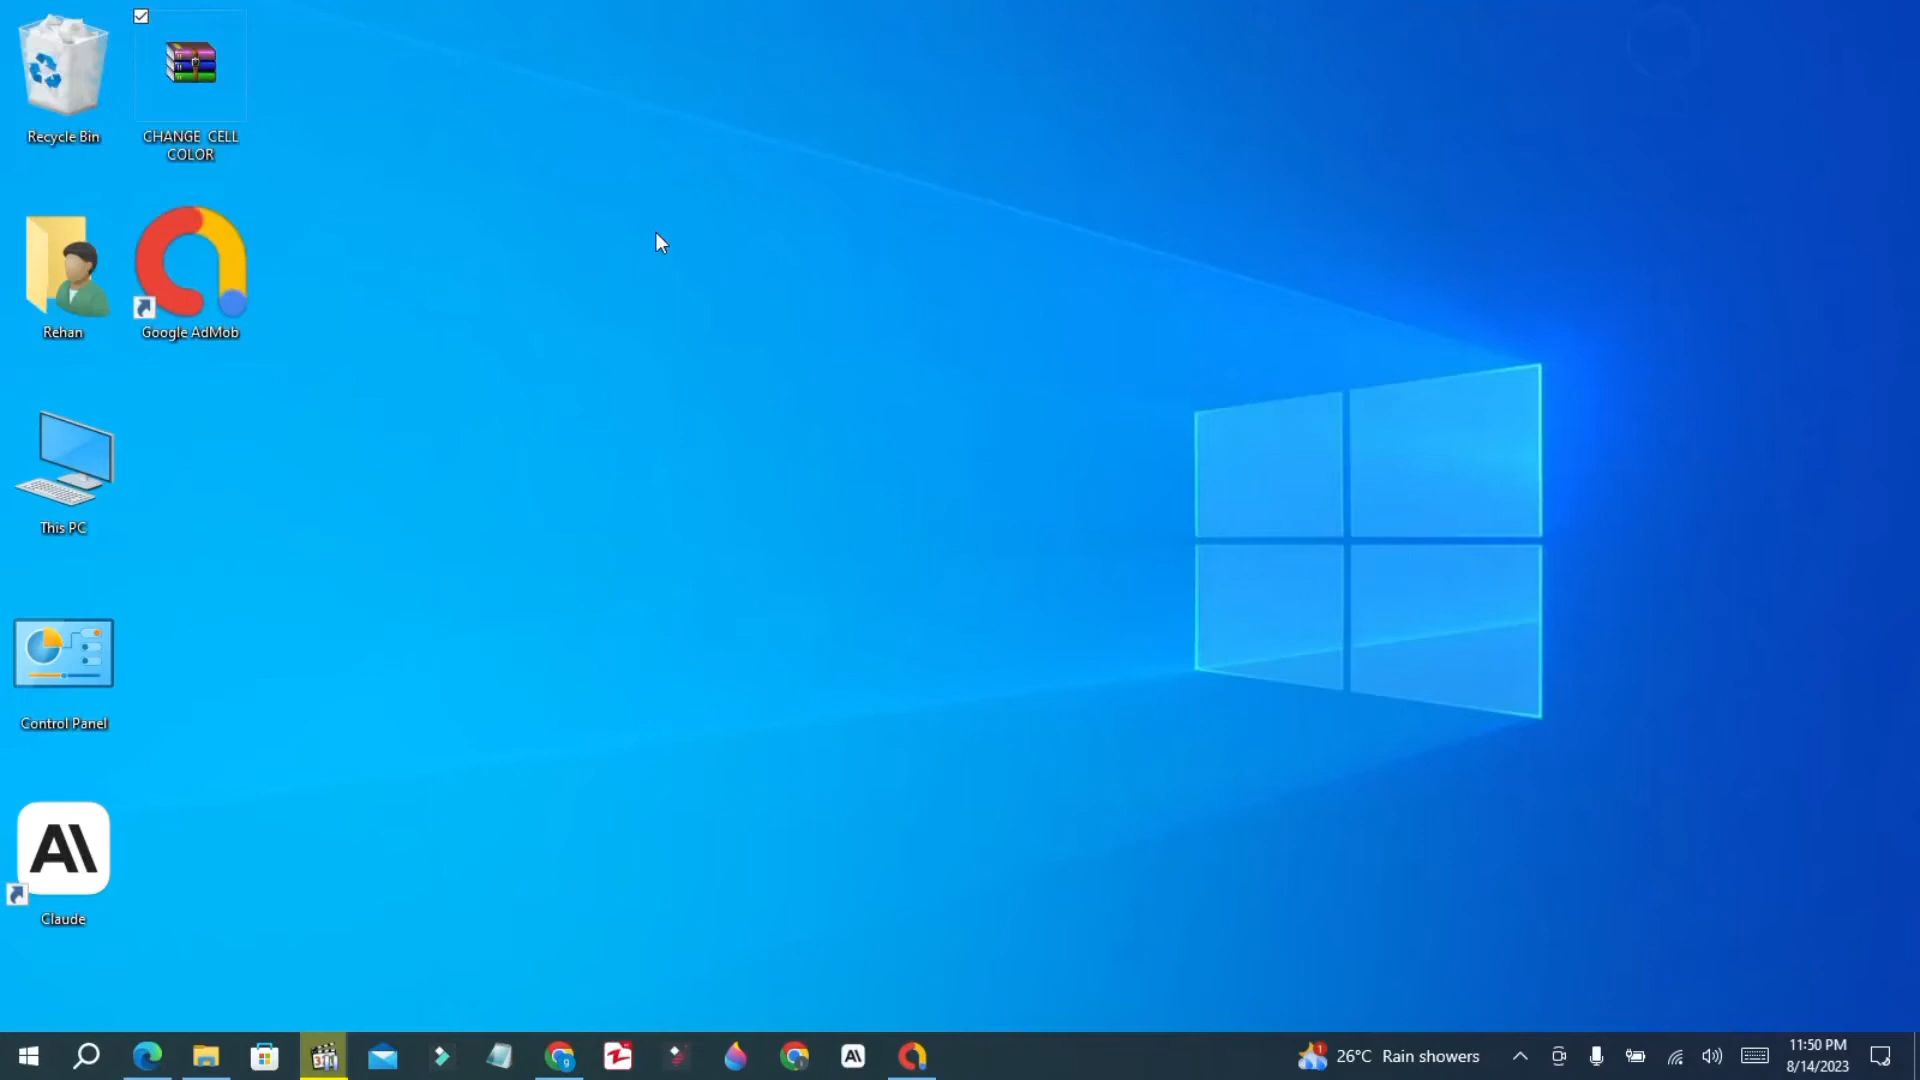 Recycle Bin
CHANGE CELL
COLOR
Rehan
Google AdMob
This PC
Control Panel
AI
Claude
26°C Rain showers
11:50 PM
8/14/2023